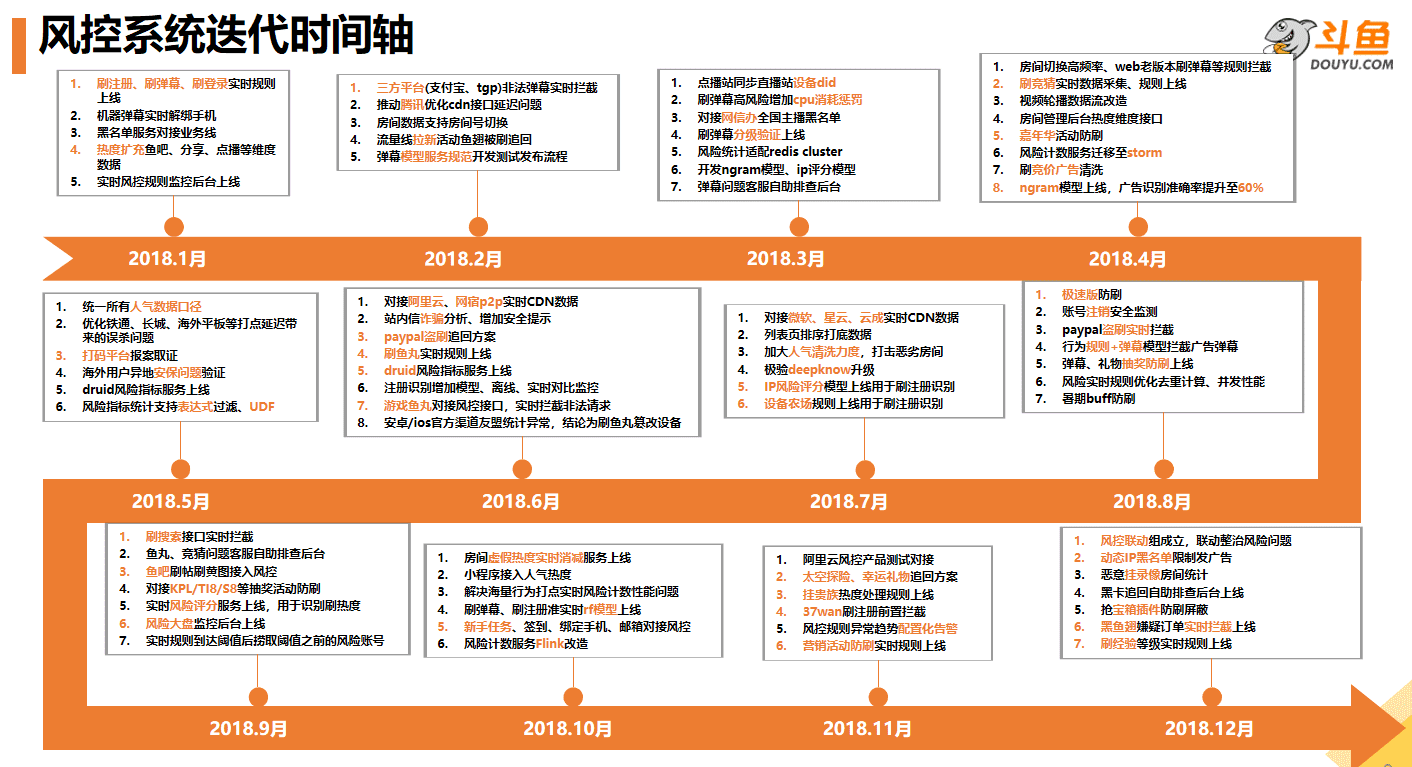 风控系统迭代时间轴
斗鱼
DOUYU.COM
1. 刷注册、刷弹幕、刷登录实时规则
上线
2. 机器弹幕实时解绑手机
3. 黑名单服务对接业务线
4. 热度扩充鱼吧、分享、点播等维度
数据
5. 实时风控规则监控后台上线
1. 三方平台(支付宝、tgp)非法弹幕实时拦截
2. 推动腾讯优化cdn接口延迟问题
3. 房间数据支持房间号切换
4. 流量线拉新活动鱼翅被刷追回
5. 弹幕模型服务规范开发测试发布流程
1. 点播站同步直播站设备did
2. 刷弹幕高风险增加cpu消耗惩罚
3. 对接网信办全国主播黑名单
4. 刷弹幕分级验证上线
5. 风险统计适配redis cluster
6. 开发ngram模型、ip评分模型
7. 弹幕问题客服自助排查后台
1. 房间切换高频率、web老版本刷弹幕等规则拦截
2. 刷竞猜实时数据采集、规则上线
3. 视频轮播数据流改造
4. 房间管理后台热度维度接口
5. 嘉年华活动防刷
6. 风险计数服务迁移至storm
7. 刷竞价广告清洗
8. ngram模型上线，广告识别准确率提升至60%
2018.1月
2018.2月
2018.3月
2018.4月
1. 统一所有人气数据口径
2. 优化铁通、长城、海外平板等打点延迟带
来的误杀问题
3. 打码平台报案取证
4. 海外用户异地安保问题验证
5. druid风险指标服务上线
6. 风险指标统计支持表达式过滤、UDF
1. 对接阿里云、网宿p2p实时CDN数据
2. 站内信诈骗分析、增加安全提示
3. paypal盗刷追回方案
4. 刷鱼丸实时规则上线
5. druid风险指标服务上线
6. 注册识别增加模型、离线、实时对比监控
7. 游戏鱼丸对接风控接口，实时拦截非法请求
8. 安卓/ios官方渠道友盟统计异常，结论为刷鱼丸篡改设备
1. 对接微软、星云、云成实时CDN数据
2. 列表页排序打底数据
3. 加大人气清洗力度，打击恶劣房间
4. 极验deepknow升级
5. IP风险评分模型上线用于刷注册识别
6. 设备农场规则上线用于刷注册识别
1. 极速版防刷
2. 账号注销安全监测
3. paypal盗刷实时拦截
4. 行为规则+弹幕模型拦截广告弹幕
5. 弹幕、礼物抽奖防刷上线
6. 风险实时规则优化去重计算、并发性能
7. 暑期buff防刷
2018.5月
2018.6月
2018.7月
2018.8月
1. 刷搜索接口实时拦截
2. 鱼丸、竞猜问题客服自助排查后台
3. 鱼吧刷帖刷黄图接入风控
4. 对接KPL/TI8/S8等抽奖活动防刷
5. 实时风险评分服务上线，用于识别刷热度
6. 风险大盘监控后台上线
7. 实时规则到达阈值后捞取阈值之前的风险账号
1. 房间虚假热度实时消减服务上线
2. 小程序接入人气热度
3. 解决海量行为打点实时风险计数性能问题
4. 刷弹幕、刷注册准实时rf模型上线
5. 新手任务、签到、绑定手机、邮箱对接风控
6. 风险计数服务Flink改造
1. 阿里云风控产品测试对接
2. 太空探险、幸运礼物追回方案
3. 挂贵族热度处理规则上线
4. 37wan刷注册前置拦截
5. 风控规则异常趋势配置化告警
6. 营销活动防刷实时规则上线
1. 风控联动组成立，联动整治风险问题
2. 动态IP黑名单限制发广告
3. 恶意挂录像房间统计
4. 黑卡追回自助排查后台上线
5. 抢宝箱插件防刷屏蔽
6. 黑鱼翅嫌疑订单实时拦截上线
7. 刷经验等级实时规则上线
2018.9月
2018.10月
2018.11月
2018.12月